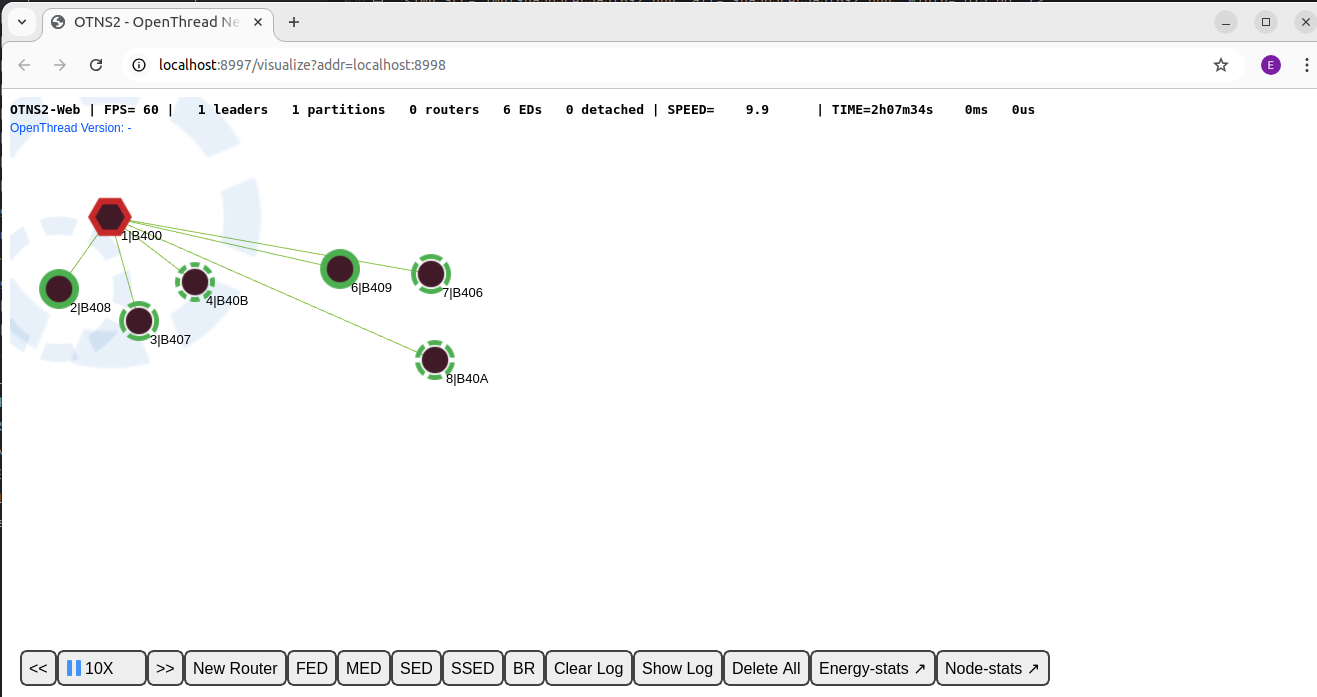 OTNS2 - OpenThread Ne
localhost:8997/visualize?addr=localhost:8998
E
OTNS2-Web | FPS= 60 | 1 leaders 1 partitions 0 routers 6 EDs 0 detached | SPEED= 9.9 | TIME=2h07m34s 0ms 0us
OpenThread Version: -
1|B400
2|B408
3|B407
4|B40B
6|B409
7|B406
8|B40A
<< 10X >> New Router FED MED SED SSED BR Clear Log Show Log Delete All Energy-stats ↗ Node-stats ↗